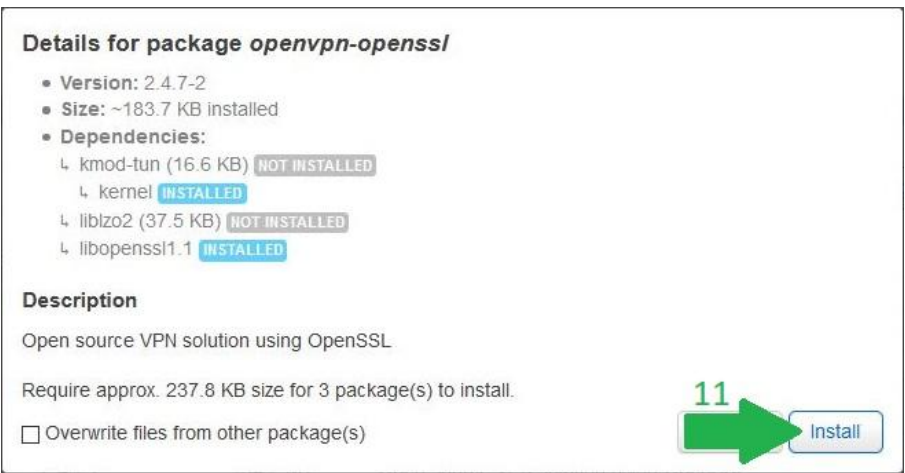 Details for package openvpn-openssl
• Version: 2.4.7-2
• Size: ~183.7 KB installed
• Dependencies:
↳ kmod-tun (16.6 KB) NOT INSTALLED
↳ kernel INSTALLED
↳ liblzo2 (37.5 KB) NOT INSTALLED
↳ libopenssl1.1 INSTALLED
Description
Open source VPN solution using OpenSSL
Require approx. 237.8 KB size for 3 package(s) to install.
11
Overwrite files from other package(s)
Install